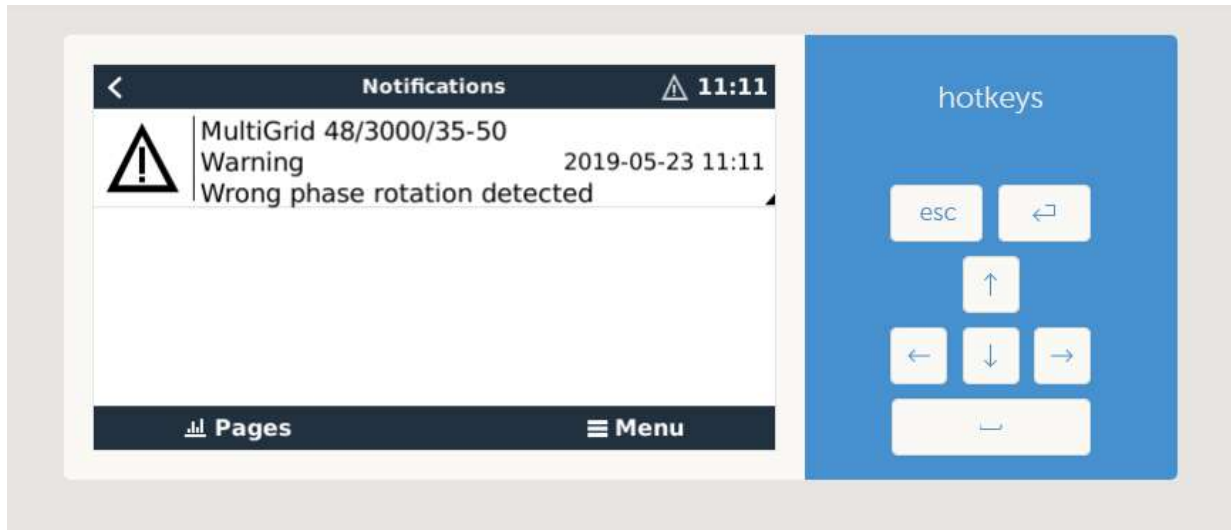 Notifications
11:11
MultiGrid 48/3000/35-50
Warning
2019-05-23 11:11
Wrong phase rotation detected
Pages
Menu
hotkeys
esc